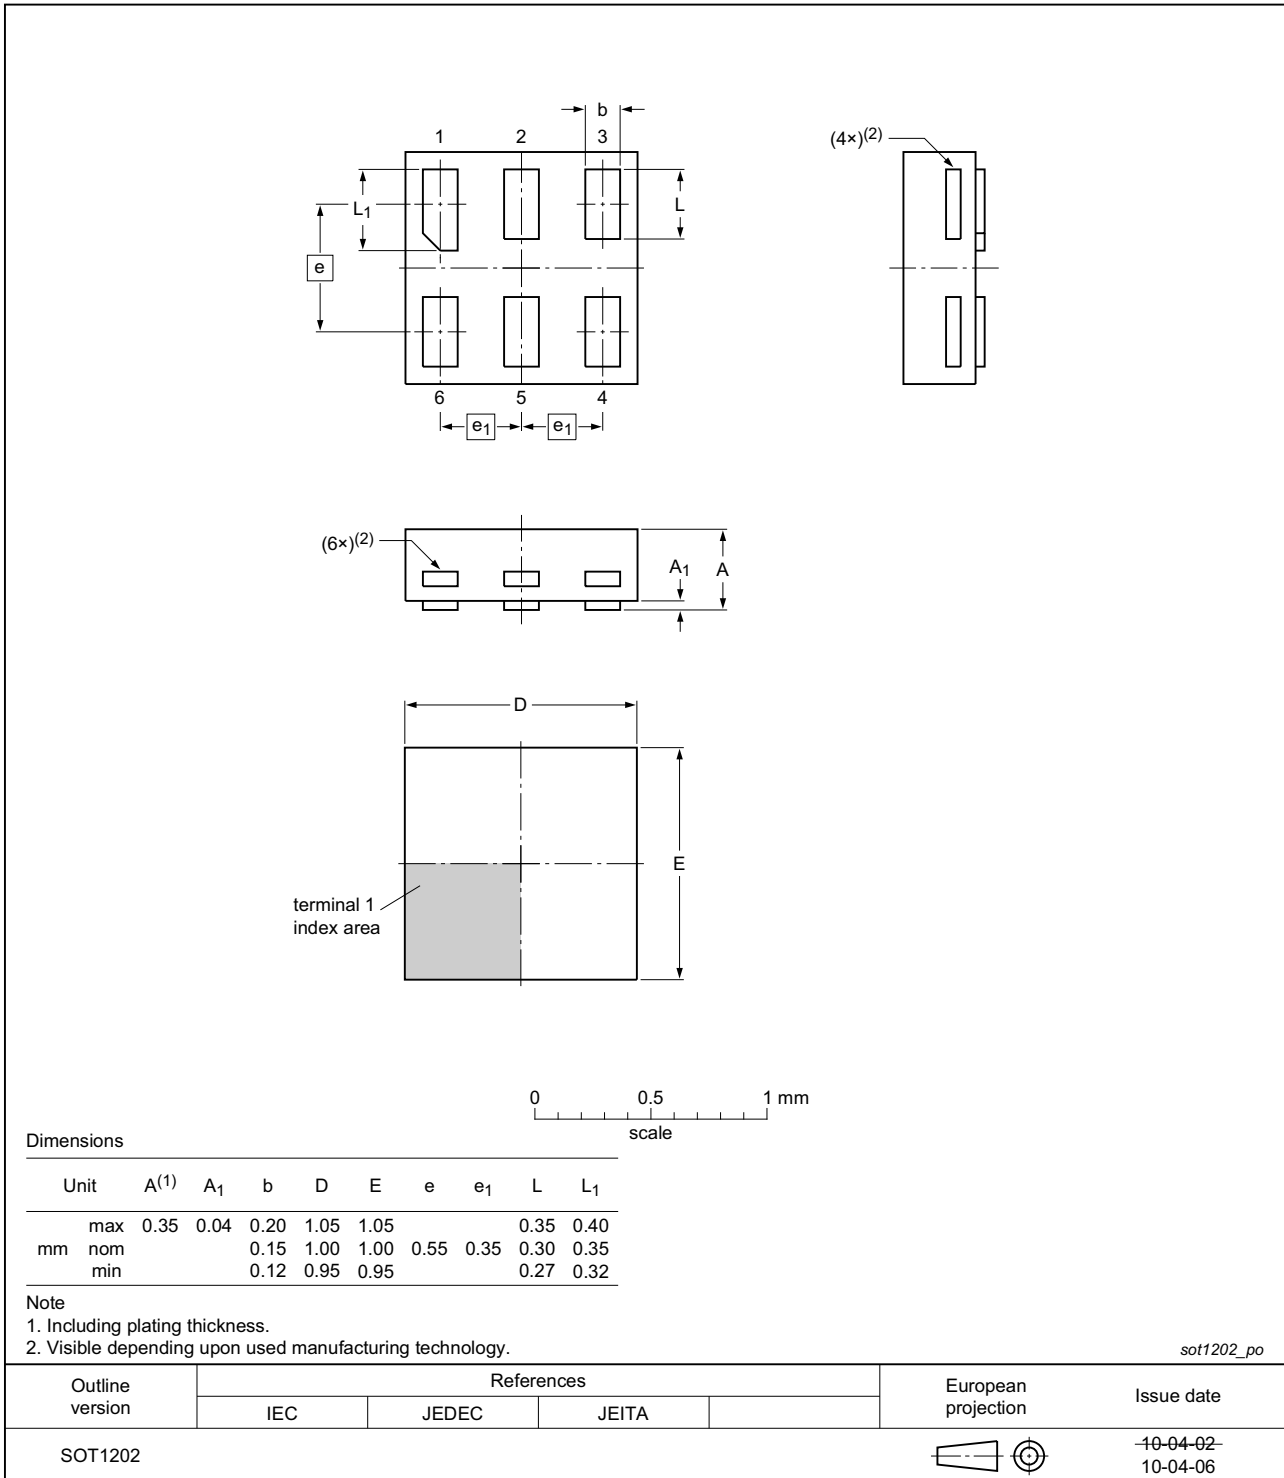 b
1 2 3
(4×)(2)
L1
L
e
6 5 4
e1 e1
(6×)(2)
A1 A
D
E
terminal 1
index area
0 0.5 1 mm
scale
Dimensions
Unit A(1) A1 b D E e e1 L L1
max 0.35 0.04 0.20 1.05 1.05 0.35 0.40
mm nom 0.15 1.00 1.00 0.55 0.35 0.30 0.35
min 0.12 0.95 0.95 0.27 0.32
Note
1. Including plating thickness.
2. Visible depending upon used manufacturing technology.
sot1202_po
Outline
version
References
IEC JEDEC JEITA
European
projection
Issue date
SOT1202
10-04-02
10-04-06